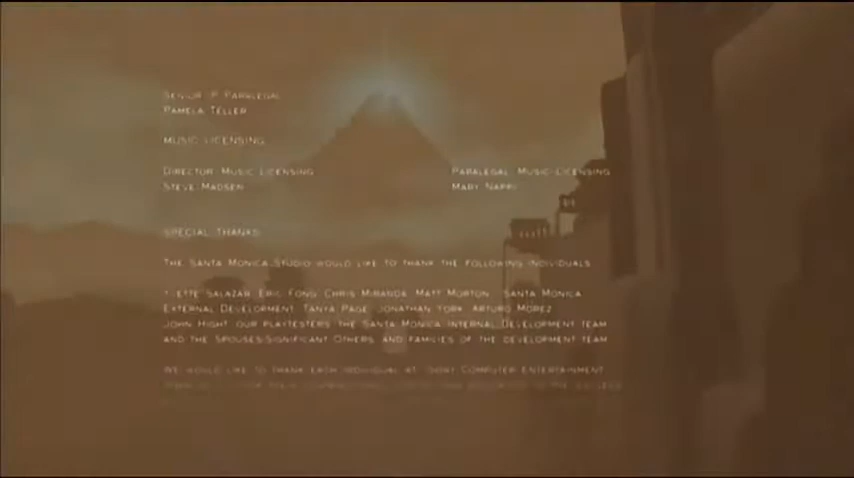 Senior IP Paralegal
Pamela Teller
Music Licensing
Director Music Licensing
Steve Madsen
Paralegal Music Licensing
Mary Nappi
Special Thanks
The Santa Monica Studio would like to thank the following individuals
Salazar Eric Fong Chris Miranda Matt Morton Santa Monica
External Development Tanya Page Jonathan York Arturo
John Hight our playtesters the Santa Monica Internal Development team
and the Spouses Significant Others and families of the development team
We would like to thank each individual at Sony Computer Entertainment